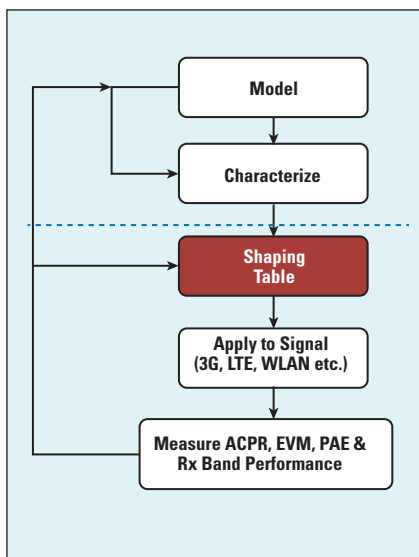 Model
Characterize
Shaping
Table
Apply to Signal
(3G, LTE, WLAN etc.)
Measure ACPR, EVM, PAE &
Rx Band Performance